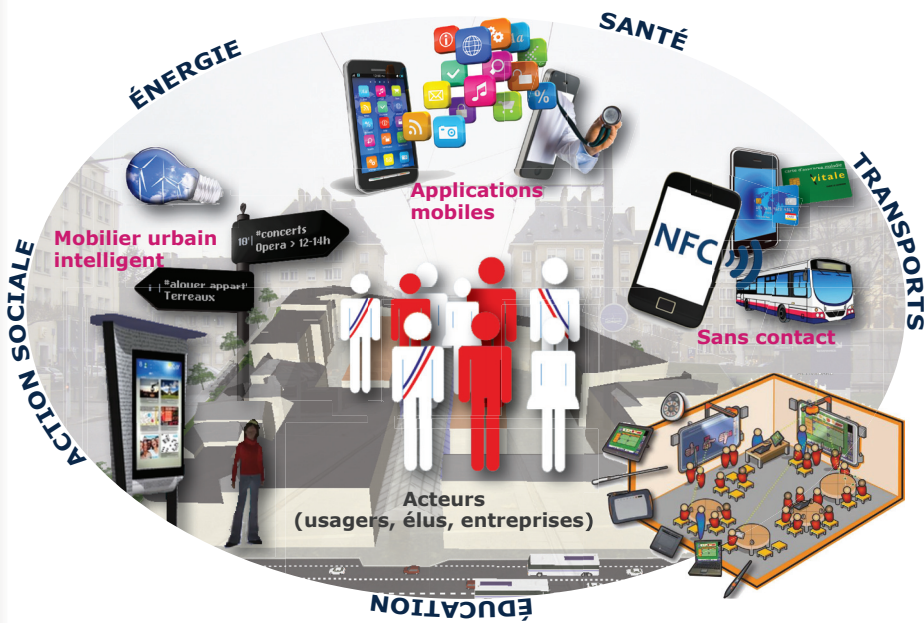 ÉNERGIE
SANTÉ
TRANSPORTS
ACTION SOCIALE
ÉDUCATION
Applications
mobiles
Mobilier urbain
intelligent
10'
#concerts
Opera > 12-14h
#alouer appart'
Terreaux
NFC
vitale
Sans contact
Acteurs
(usagers, élus, entreprises)